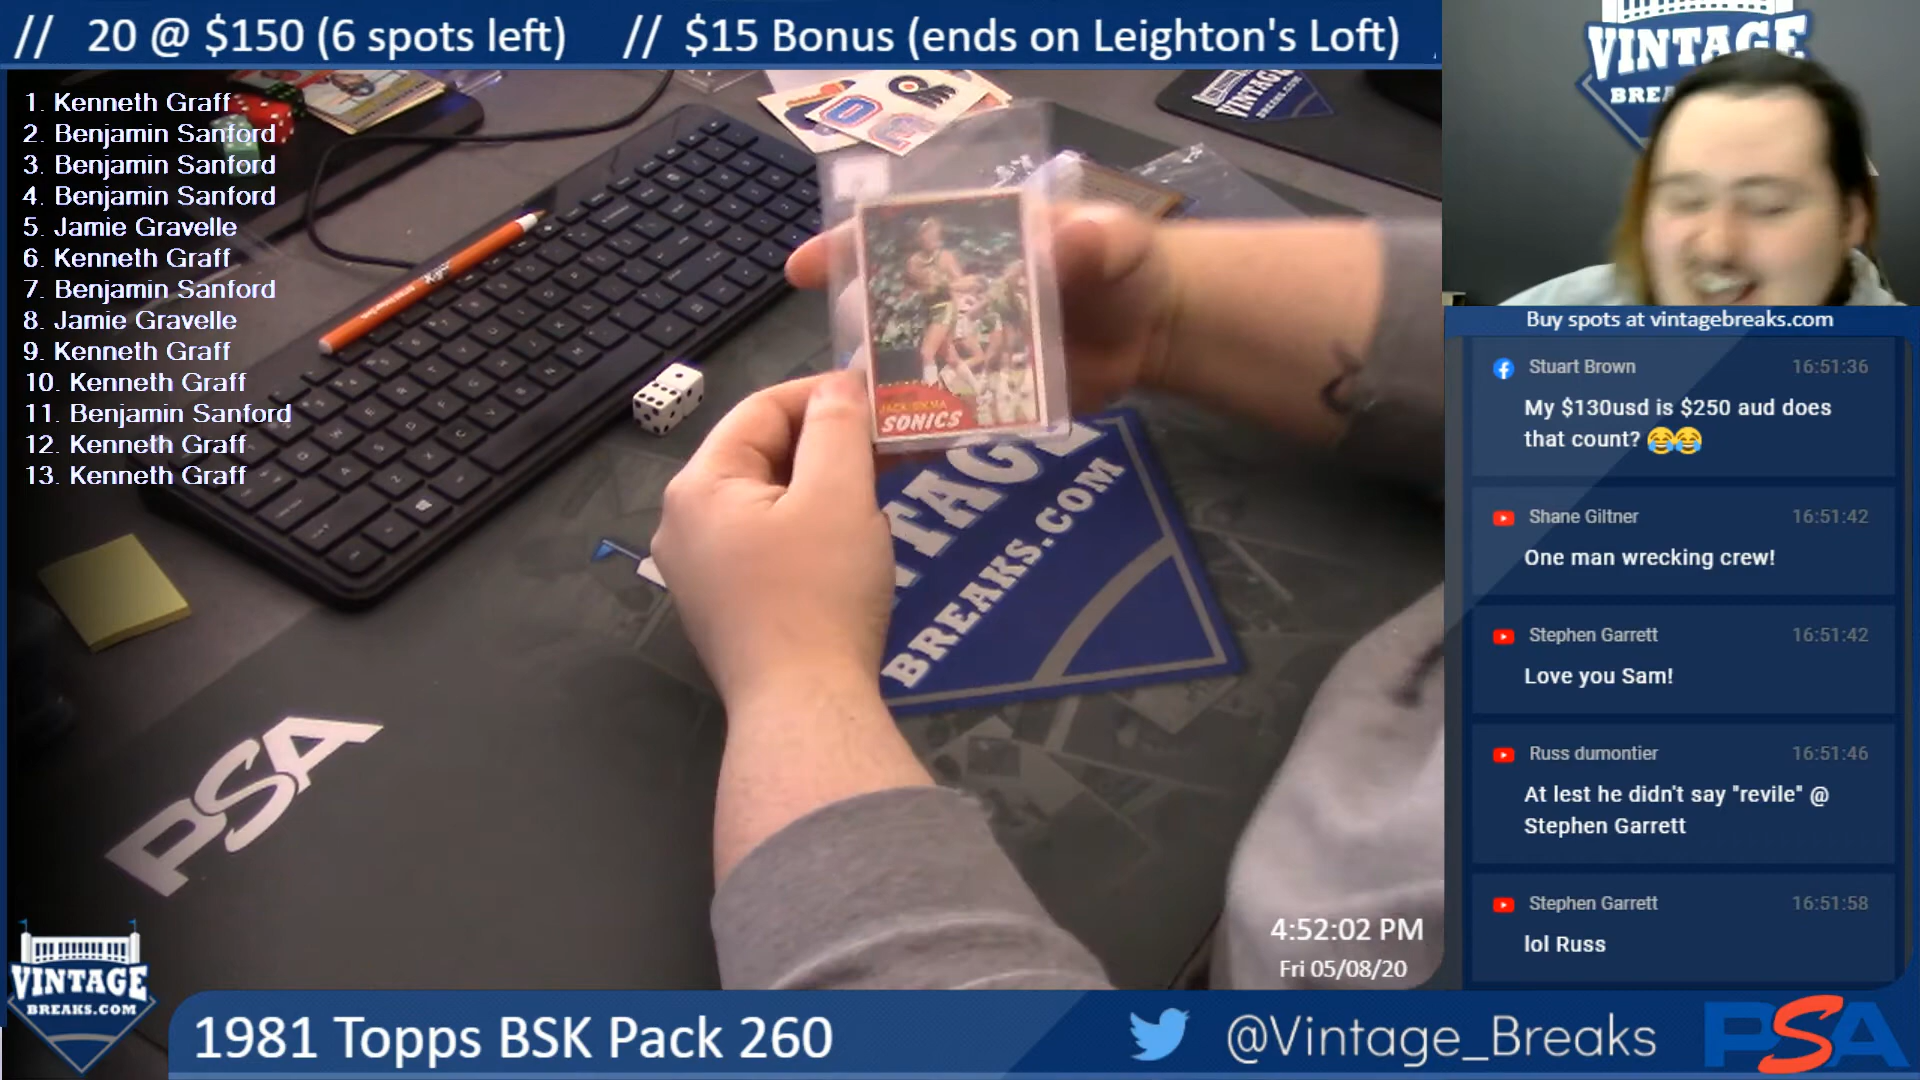 // 20 @ $150 (6 spots left) // $15 Bonus (ends on Leighton's Loft)
1. Kenneth Graff
2. Benjamin Sanford
3. Benjamin Sanford
4. Benjamin Sanford
5. Jamie Gravelle
6. Kenneth Graff
7. Benjamin Sanford
8. Jamie Gravelle
9. Kenneth Graff
10. Kenneth Graff
11. Benjamin Sanford
12. Kenneth Graff
13. Kenneth Graff
VINTAGE
BREAKS
VINTAGE
JACK SIKMA
SONICS
TAGE
BREAKS.COM
PSA
Buy spots at vintagebreaks.com
Stuart Brown 16:51:36
My $130usd is $250 aud does
that count? 😂😂
Shane Giltner 16:51:42
One man wrecking crew!
Stephen Garrett 16:51:42
Love you Sam!
Russ dumontier 16:51:46
At lest he didn't say "revile" @
Stephen Garrett
Stephen Garrett 16:51:58
lol Russ
4:52:02 PM
Fri 05/08/20
VINTAGE
BREAKS.COM
1981 Topps BSK Pack 260
@Vintage_Breaks
PSA